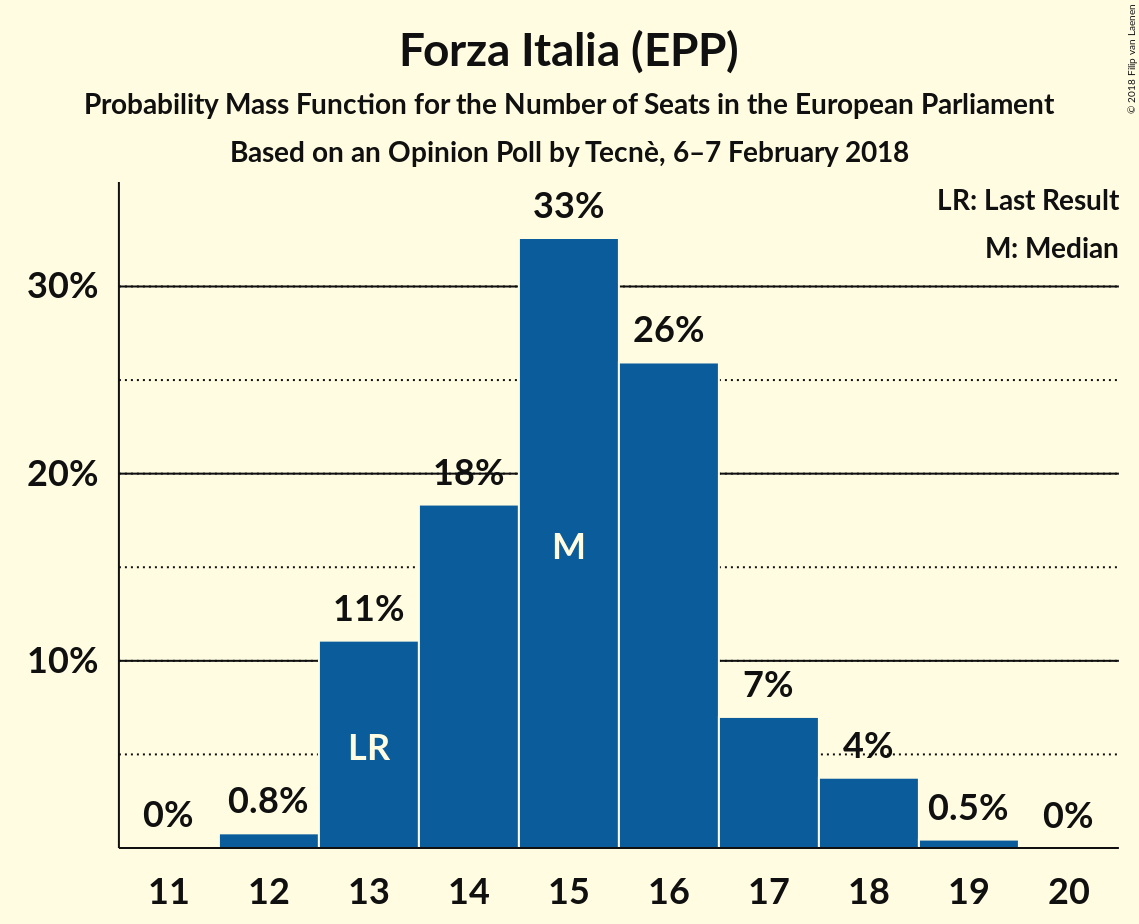 Forza Italia (EPP)
Probability Mass Function for the Number of Seats in the European Parliament
Based on an Opinion Poll by Tecnè, 6–7 February 2018
© 2018 Filip van Laenen
LR: Last Result
M: Median
30%
20%
10%
0%
0.8%
11%
18%
33%
26%
7%
4%
0.5%
0%
LR
M
11 12 13 14 15 16 17 18 19 20